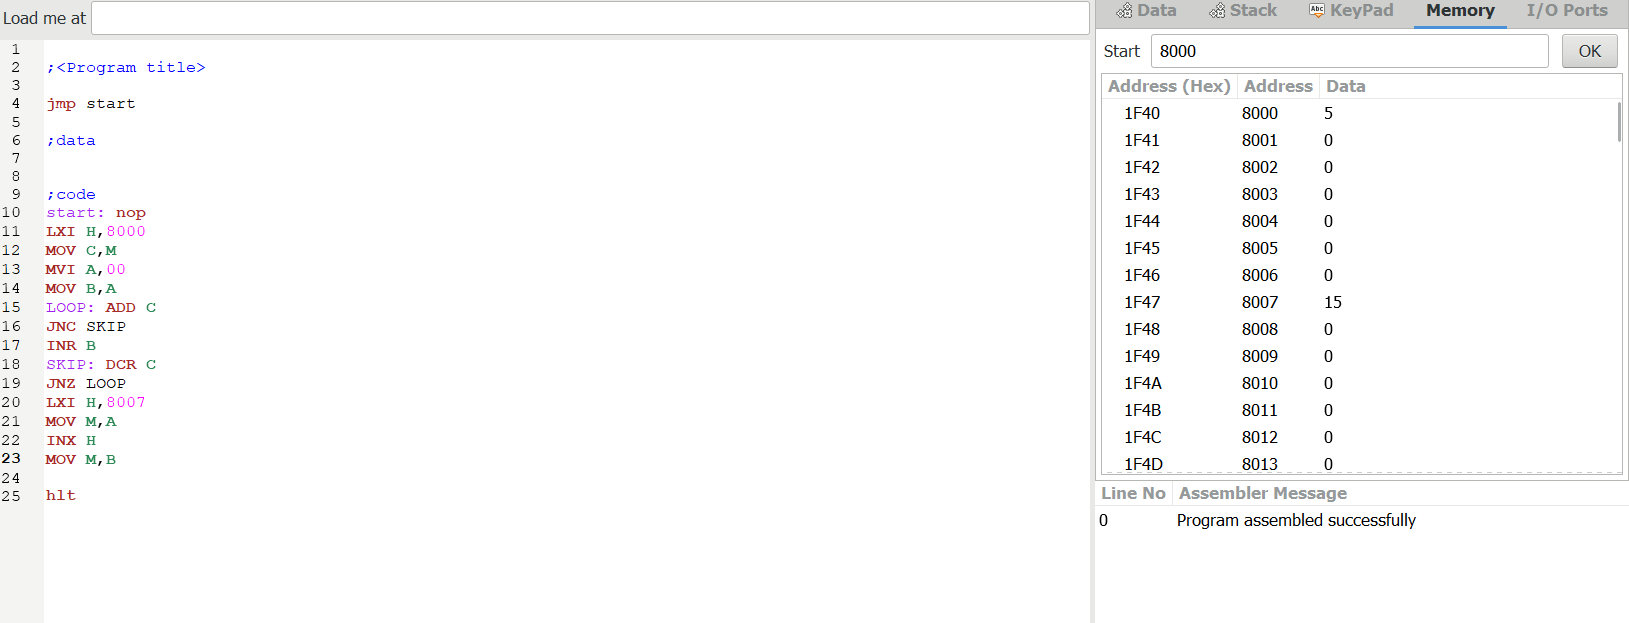 Load me at
Data Stack KeyPad Memory I/O Ports
Start 8000 OK
1
2 ;<Program title>
3
4 jmp start
5
6 ;data
7
8
9 ;code
10 start: nop
11 LXI H,8000
12 MOV C,M
13 MVI A,00
14 MOV B,A
15 LOOP: ADD C
16 JNC SKIP
17 INR B
18 SKIP: DCR C
19 JNZ LOOP
20 LXI H,8007
21 MOV M,A
22 INX H
23 MOV M,B
24
25 hlt
Address (Hex) Address Data
1F40 8000 5
1F41 8001 0
1F42 8002 0
1F43 8003 0
1F44 8004 0
1F45 8005 0
1F46 8006 0
1F47 8007 15
1F48 8008 0
1F49 8009 0
1F4A 8010 0
1F4B 8011 0
1F4C 8012 0
1F4D 8013 0
Line No Assembler Message
0 Program assembled successfully